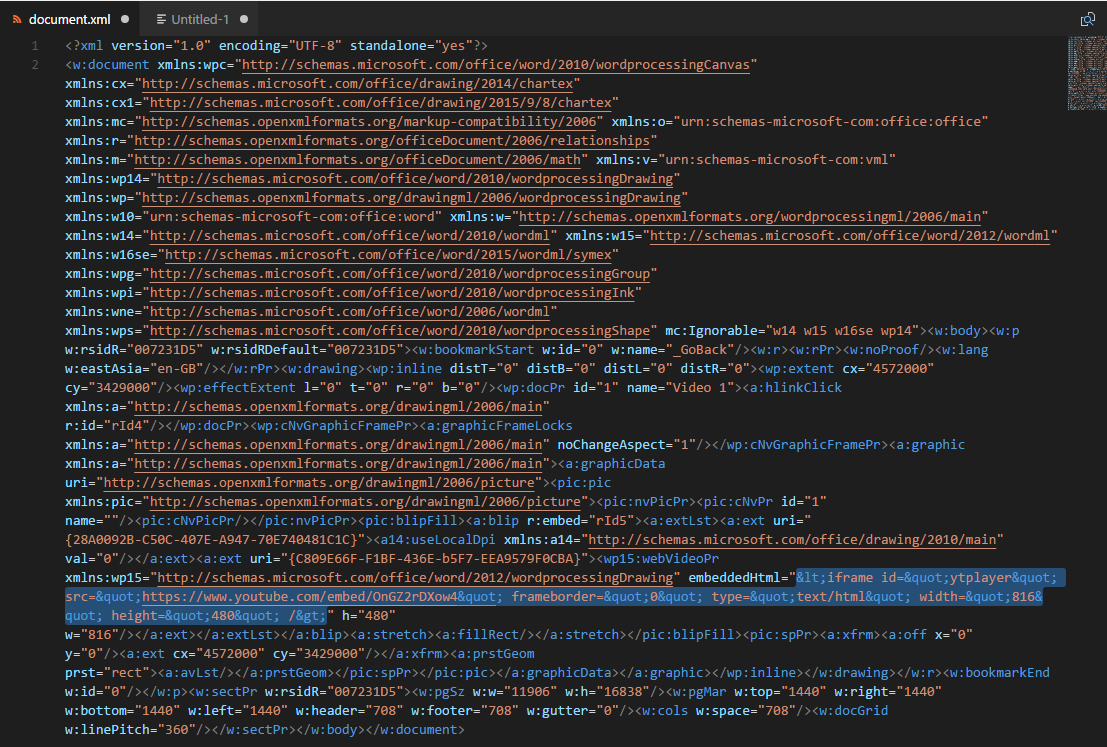 document.xml ● Untitled-1 ●
1 <?xml version="1.0" encoding="UTF-8" standalone="yes"?>
2 <w:document xmlns:wpc="http://schemas.microsoft.com/office/word/2010/wordprocessingCanvas"
xmlns:cx="http://schemas.microsoft.com/office/drawing/2014/chartex"
xmlns:cx1="http://schemas.microsoft.com/office/drawing/2015/9/8/chartex"
xmlns:mc="http://schemas.openxmlformats.org/markup-compatibility/2006" xmlns:o="urn:schemas-microsoft-com:office:office"
xmlns:r="http://schemas.openxmlformats.org/officeDocument/2006/relationships"
xmlns:m="http://schemas.openxmlformats.org/officeDocument/2006/math" xmlns:v="urn:schemas-microsoft-com:vml"
xmlns:wp14="http://schemas.microsoft.com/office/word/2010/wordprocessingDrawing"
xmlns:wp="http://schemas.openxmlformats.org/drawingml/2006/wordprocessingDrawing"
xmlns:w10="urn:schemas-microsoft-com:office:word" xmlns:w="http://schemas.openxmlformats.org/wordprocessingml/2006/main"
xmlns:w14="http://schemas.microsoft.com/office/word/2010/wordml" xmlns:w15="http://schemas.microsoft.com/office/word/2012/wordml"
xmlns:w16se="http://schemas.microsoft.com/office/word/2015/wordml/symex"
xmlns:wpg="http://schemas.microsoft.com/office/word/2010/wordprocessingGroup"
xmlns:wpi="http://schemas.microsoft.com/office/word/2010/wordprocessingInk"
xmlns:wne="http://schemas.microsoft.com/office/word/2006/wordml"
xmlns:wps="http://schemas.microsoft.com/office/word/2010/wordprocessingShape" mc:Ignorable="w14 w15 w16se wp14"><w:body><w:p
w:rsidR="007231D5" w:rsidRDefault="007231D5"><w:bookmarkStart w:id="0" w:name="_GoBack"/><w:r><w:rPr><w:noProof/><w:lang
w:eastAsia="en-GB"/></w:rPr><w:drawing><wp:inline distT="0" distB="0" distL="0" distR="0"><wp:extent cx="4572000"
cy="3429000"/><wp:effectExtent l="0" t="0" r="0" b="0"/><wp:docPr id="1" name="Video 1"><a:hlinkClick
xmlns:a="http://schemas.openxmlformats.org/drawingml/2006/main"
r:id="rId4"/></wp:docPr><wp:cNvGraphicFramePr><a:graphicFrameLocks
xmlns:a="http://schemas.openxmlformats.org/drawingml/2006/main" noChangeAspect="1"/></wp:cNvGraphicFramePr><a:graphic
xmlns:a="http://schemas.openxmlformats.org/drawingml/2006/main"><a:graphicData
uri="http://schemas.openxmlformats.org/drawingml/2006/picture"><pic:pic
xmlns:pic="http://schemas.openxmlformats.org/drawingml/2006/picture"><pic:nvPicPr><pic:cNvPr id="1"
name=""/><pic:cNvPicPr/></pic:nvPicPr><pic:blipFill><a:blip r:embed="rId5"><a:extLst><a:ext uri="
{28A0092B-C50C-407E-A947-70E740481C1C}"><a14:useLocalDpi xmlns:a14="http://schemas.microsoft.com/office/drawing/2010/main"
val="0"/></a:ext><a:ext uri="{C809E66F-F1BF-436E-b5F7-EEA9579F0CBA}"><wp15:webVideoPr
xmlns:wp15="http://schemas.microsoft.com/office/word/2012/wordprocessingDrawing" embeddedHtml="&lt;iframe id=&quot;ytplayer&quot;
src=&quot;https://www.youtube.com/embed/OnGZ2rDXow4&quot; frameborder=&quot;0&quot; type=&quot;text/html&quot; width=&quot;816&
quot; height=&quot;480&quot; /&gt;" h="480"
w="816"/></a:ext></a:extLst></a:blip><a:stretch><a:fillRect/></a:stretch></pic:blipFill><pic:spPr><a:xfrm><a:off x="0"
y="0"/><a:ext cx="4572000" cy="3429000"/></a:xfrm><a:prstGeom
prst="rect"><a:avLst/></a:prstGeom></pic:spPr></pic:pic></a:graphicData></a:graphic></wp:inline></w:drawing></w:r><w:bookmarkEnd
w:id="0"/></w:p><w:sectPr w:rsidR="007231D5"><w:pgSz w:w="11906" w:h="16838"/><w:pgMar w:top="1440" w:right="1440"
w:bottom="1440" w:left="1440" w:header="708" w:footer="708" w:gutter="0"/><w:cols w:space="708"/><w:docGrid
w:linePitch="360"/></w:sectPr></w:body></w:document>